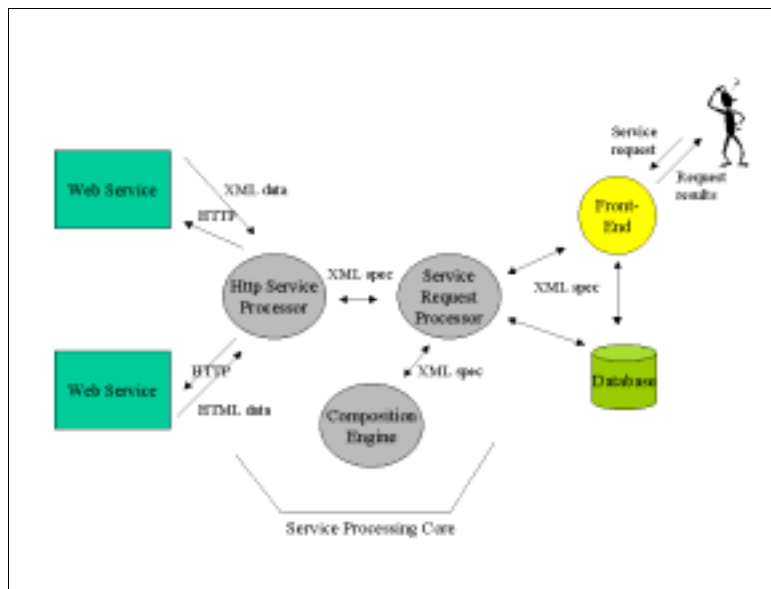 ?
Service
request
Request
results
Front-
End
Web Service
XML data
HTTP
Http Service
Processor
XML spec
Service
Request
Processor
XML spec
Database
HTTP
Web Service
HTML data
XML spec
Composition
Engine
Service Processing Core